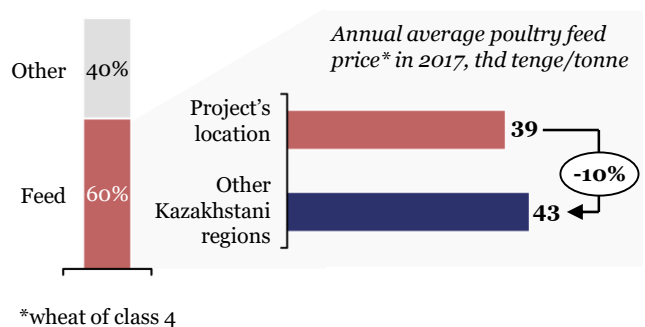 Annual average poultry feed
price* in 2017, thd tenge/tonne
Other
40%
Feed
60%
Project's
location
39
-10%
Other
Kazakhstani
regions
43
*wheat of class 4